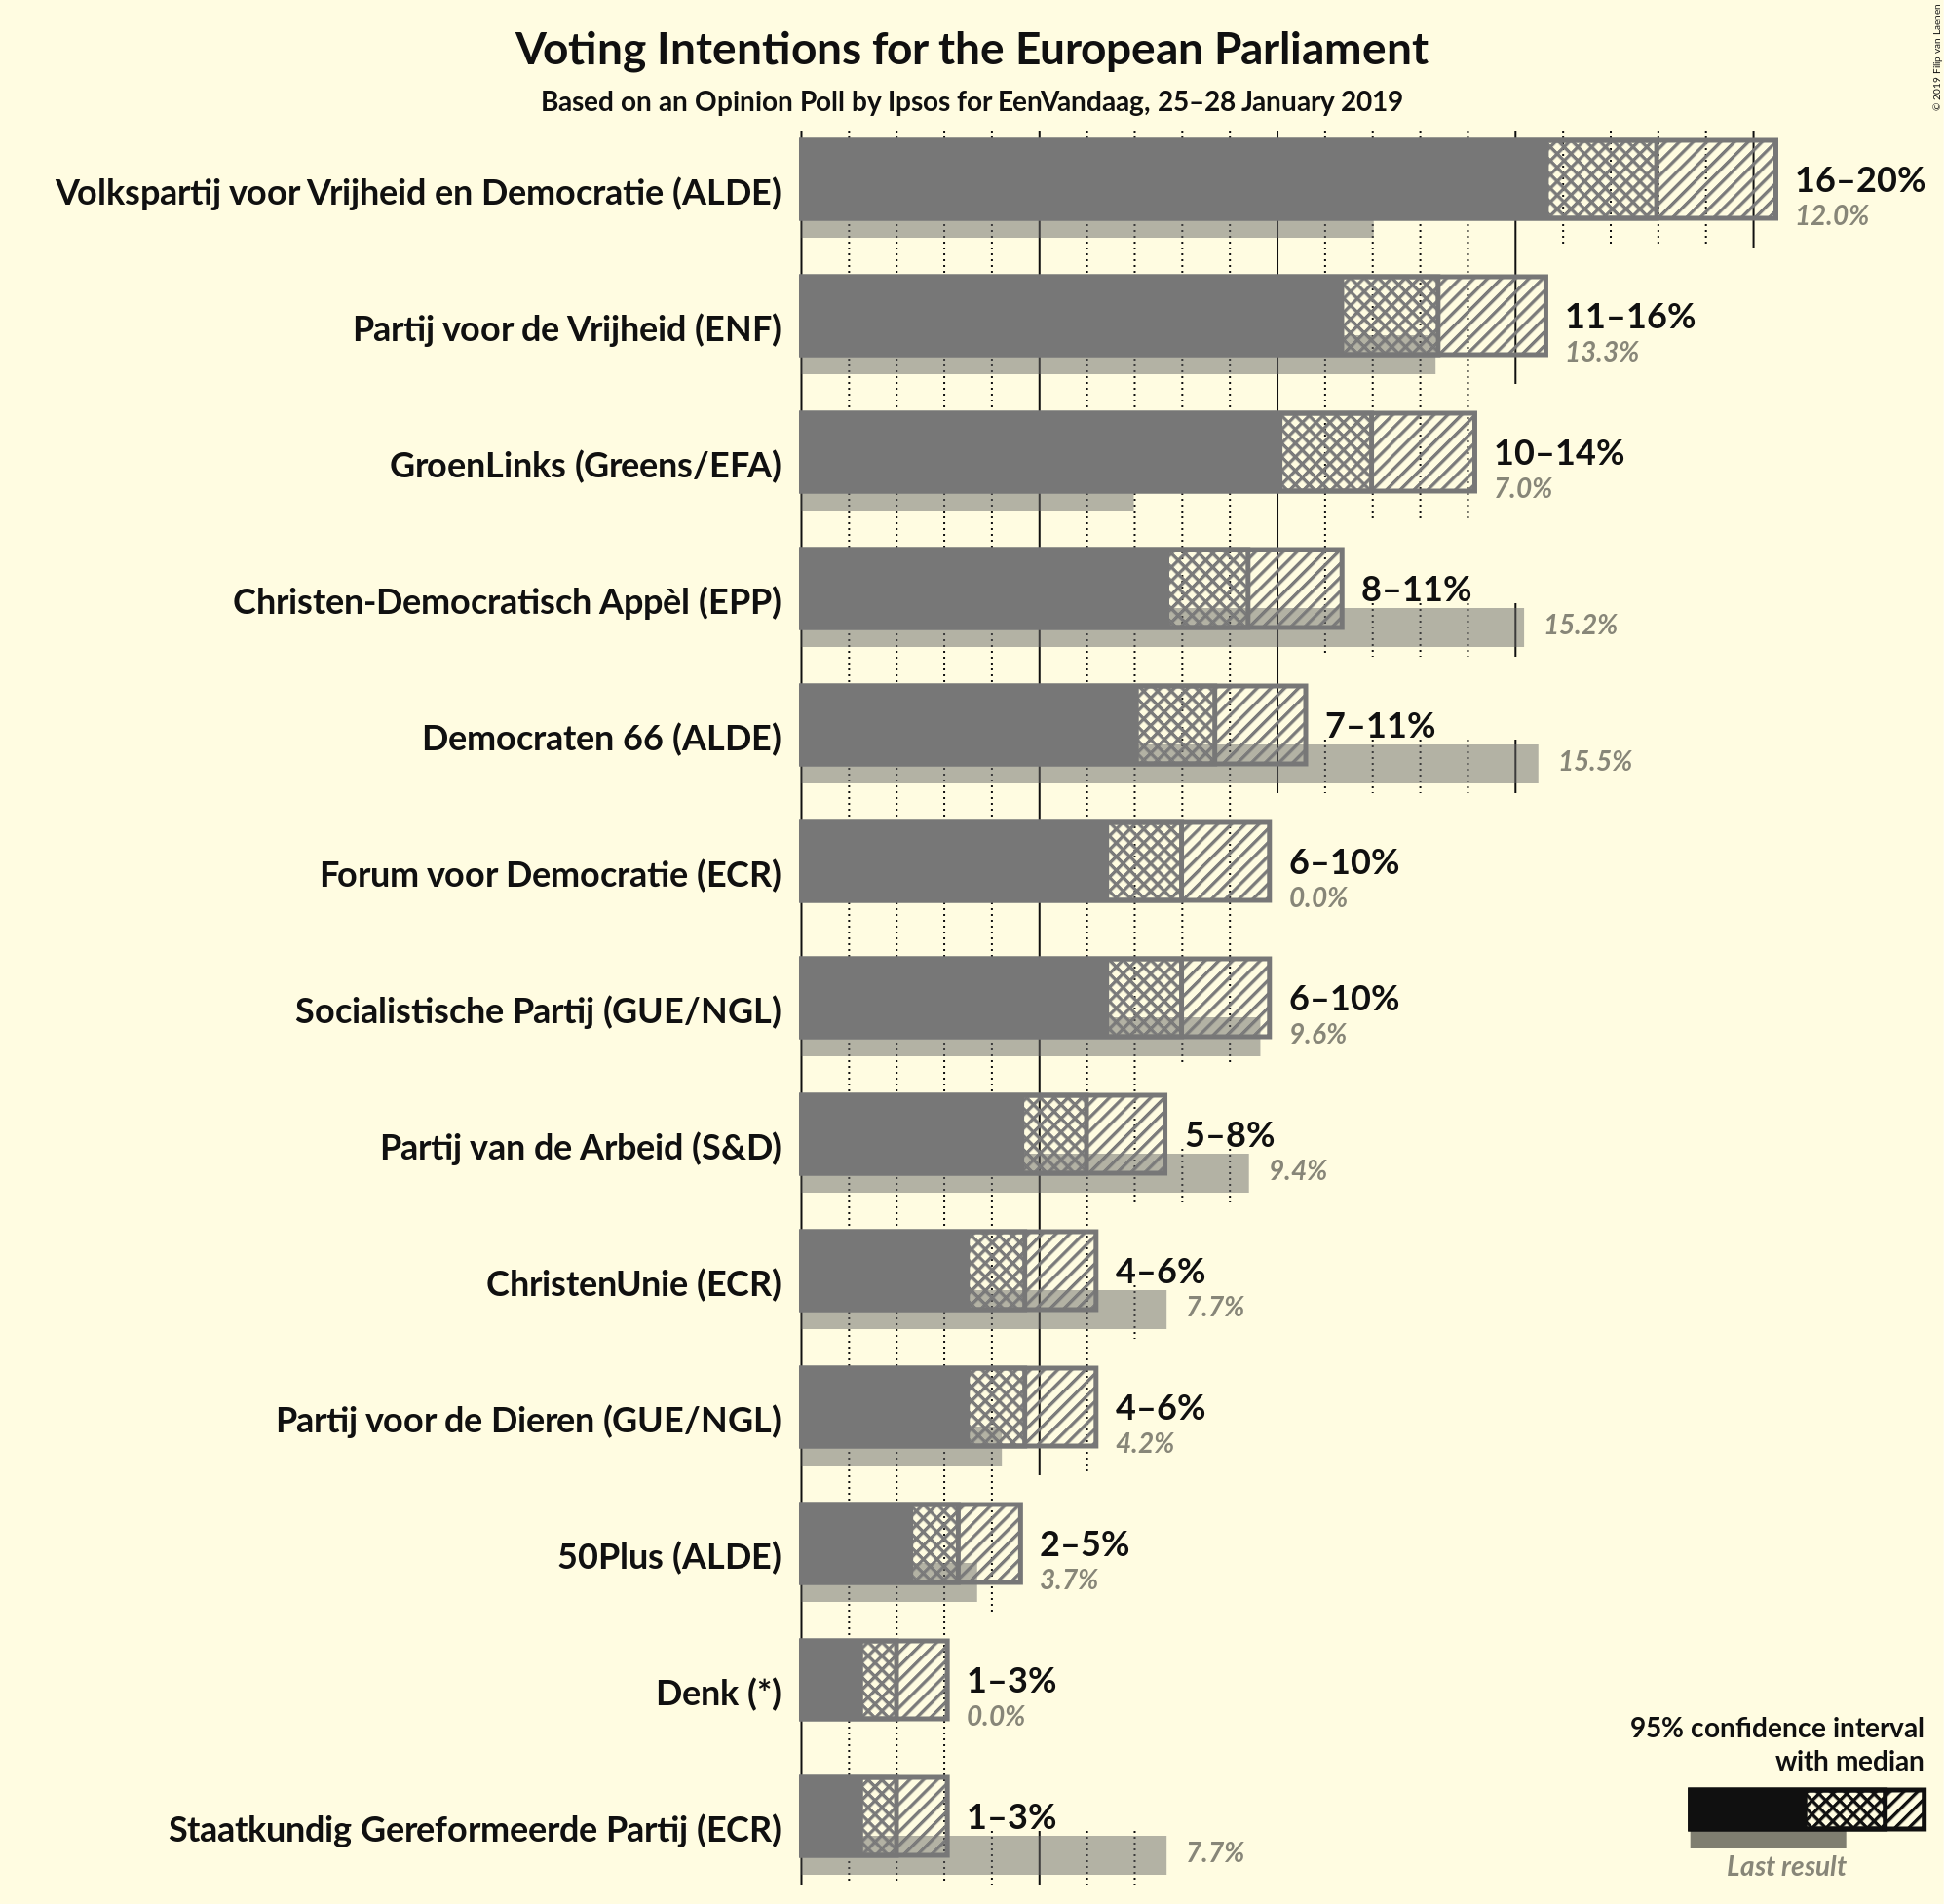 Voting Intentions for the European Parliament
Based on an Opinion Poll by Ipsos for EenVandaag, 25–28 January 2019
© 2019 Filip van Laenen
Volkspartij voor Vrijheid en Democratie (ALDE)
16–20%
12.0%
Partij voor de Vrijheid (ENF)
11–16%
13.3%
GroenLinks (Greens/EFA)
10–14%
7.0%
Christen-Democratisch Appèl (EPP)
8–11%
15.2%
Democraten 66 (ALDE)
7–11%
15.5%
Forum voor Democratie (ECR)
6–10%
0.0%
Socialistische Partij (GUE/NGL)
6–10%
9.6%
Partij van de Arbeid (S&D)
5–8%
9.4%
ChristenUnie (ECR)
4–6%
7.7%
Partij voor de Dieren (GUE/NGL)
4–6%
4.2%
50Plus (ALDE)
2–5%
3.7%
Denk (*)
1–3%
0.0%
Staatkundig Gereformeerde Partij (ECR)
1–3%
7.7%
95% confidence interval
with median
Last result